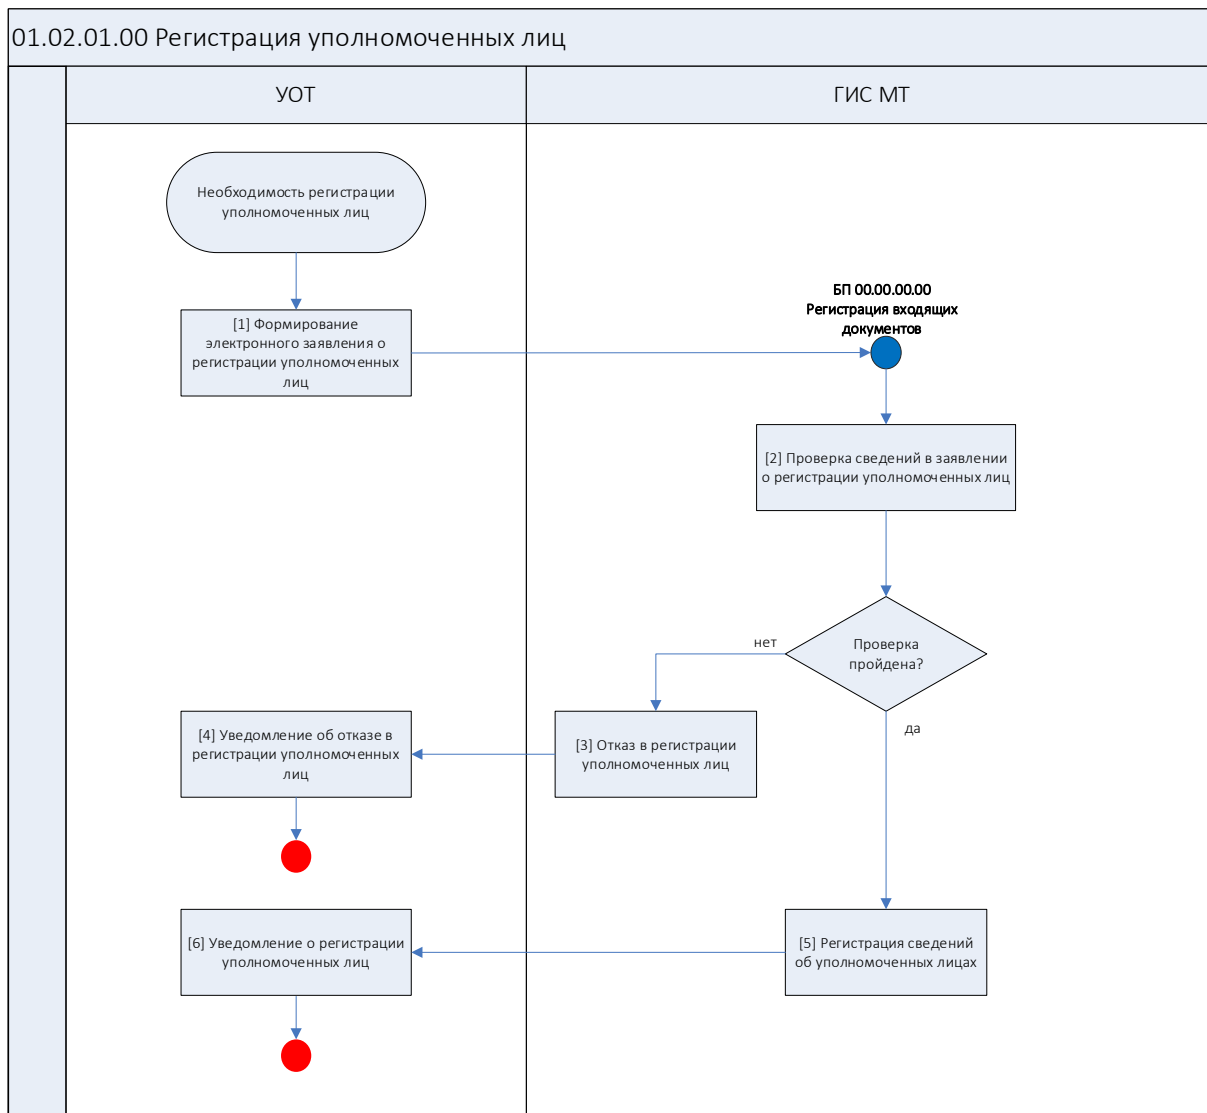 01.02.01.00 Регистрация уполномоченных лиц
УОТ
ГИС МТ
Необходимость регистрации
уполномоченных лиц
БП 00.00.00.00
Регистрация входящих
документов
[1] Формирование
электронного заявления о
регистрации уполномоченных
лиц
[2] Проверка сведений в заявлении
о регистрации уполномоченных лиц
Проверка
пройдена?
нет
да
[3] Отказ в регистрации
уполномоченных лиц
[4] Уведомление об отказе в
регистрации уполномоченных
лиц
[5] Регистрация сведений
об уполномоченных лицах
[6] Уведомление о регистрации
уполномоченных лиц